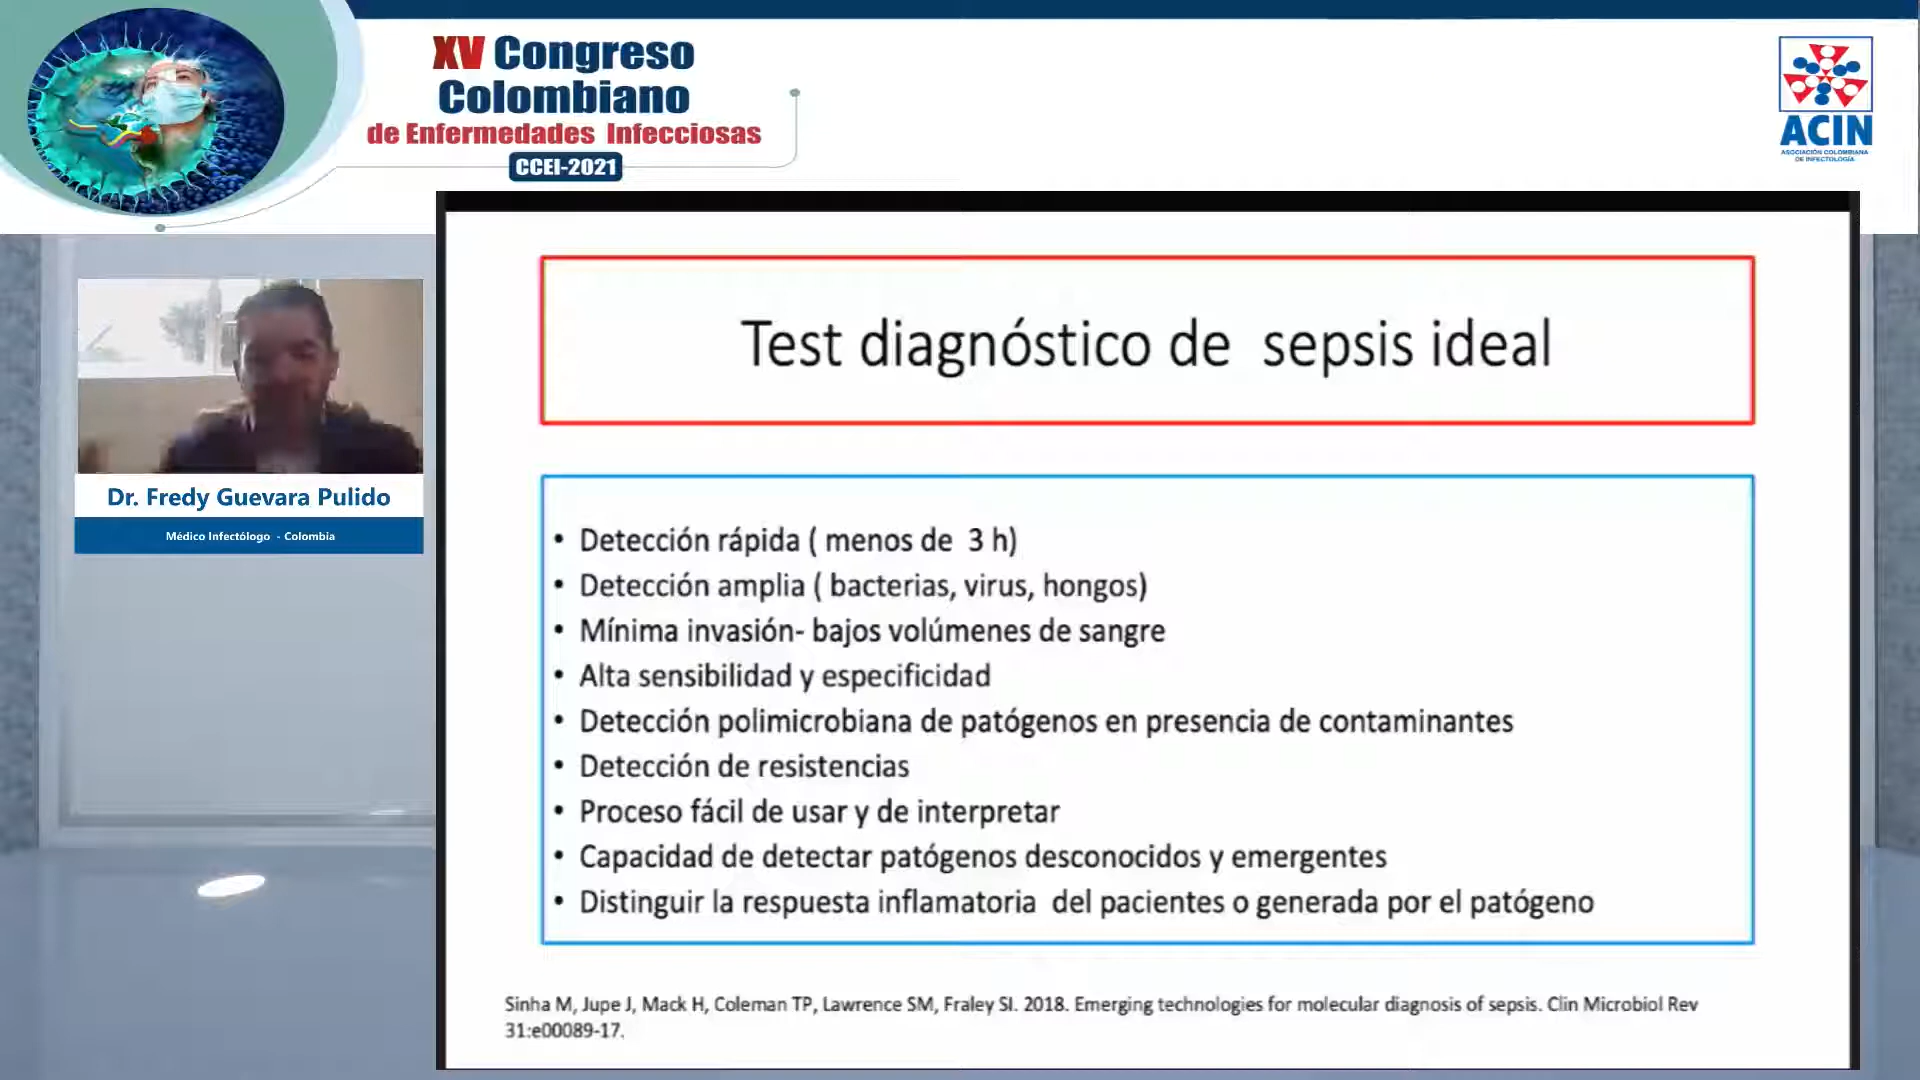 XV Congreso
Colombiano
de Enfermedades Infecciosas
CCEI-2021
ACIN
ASOCIACIÓN COLOMBIANA
DE INFECTOLOGÍA
Dr. Fredy Guevara Pulido
Médico Infectólogo - Colombia
Test diagnóstico de sepsis ideal
• Detección rápida ( menos de 3 h)
• Detección amplia ( bacterias, virus, hongos)
• Mínima invasión- bajos volúmenes de sangre
• Alta sensibilidad y especificidad
• Detección polimicrobiana de patógenos en presencia de contaminantes
• Detección de resistencias
• Proceso fácil de usar y de interpretar
• Capacidad de detectar patógenos desconocidos y emergentes
• Distinguir la respuesta inflamatoria del pacientes o generada por el patógeno
Sinha M, Jupe J, Mack H, Coleman TP, Lawrence SM, Fraley SI. 2018. Emerging technologies for molecular diagnosis of sepsis. Clin Microbiol Rev
31:e00089-17.